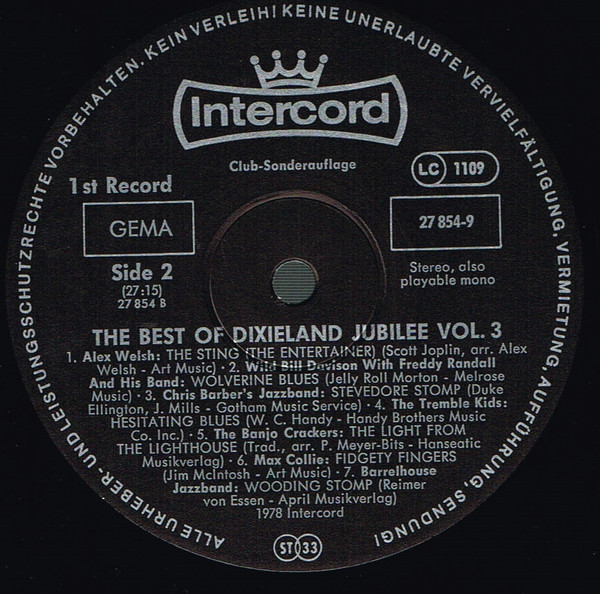 ALLE URHEBER- UND LEISTUNGSSCHUTZRECHTE VORBEHALTEN. KEIN VERLEIH! KEINE UNERLAUBTE VERVIELFÄLTIGUNG, VERMIETUNG, AUFFÜHRUNG, SENDUNG!
Intercord
Club-Sonderauflage
LC 1109
1st Record
GEMA
27 854-9
Side 2
(27:15)
27 854 B
Stereo, also
playable mono
THE BEST OF DIXIELAND JUBILEE VOL. 3
1. Alex Welsh: THE STING (THE ENTERTAINER) (Scott Joplin, arr. Alex
Welsh - Art Music) · 2. Wild Bill Davison With Freddy Randall
And His Band: WOLVERINE BLUES (Jelly Roll Morton - Melrose
Music) · 3. Chris Barber's Jazzband: STEVEDORE STOMP (Duke
Ellington, J. Mills - Gotham Music Service) · 4. The Tremble Kids:
HESITATING BLUES (W. C. Handy - Handy Brothers Music
Co. Inc.) · 5. The Banjo Crackers: THE LIGHT FROM
THE LIGHTHOUSE (Trad., arr. P. Meyer-Bits - Hanseatic
Musikverlag) · 6. Max Collie: FIDGETY FINGERS
(Jim McIntosh - Art Music) · 7. Barrelhouse
Jazzband: WOODING STOMP (Reimer
von Essen - April Musikverlag)
1978 Intercord
ST 33